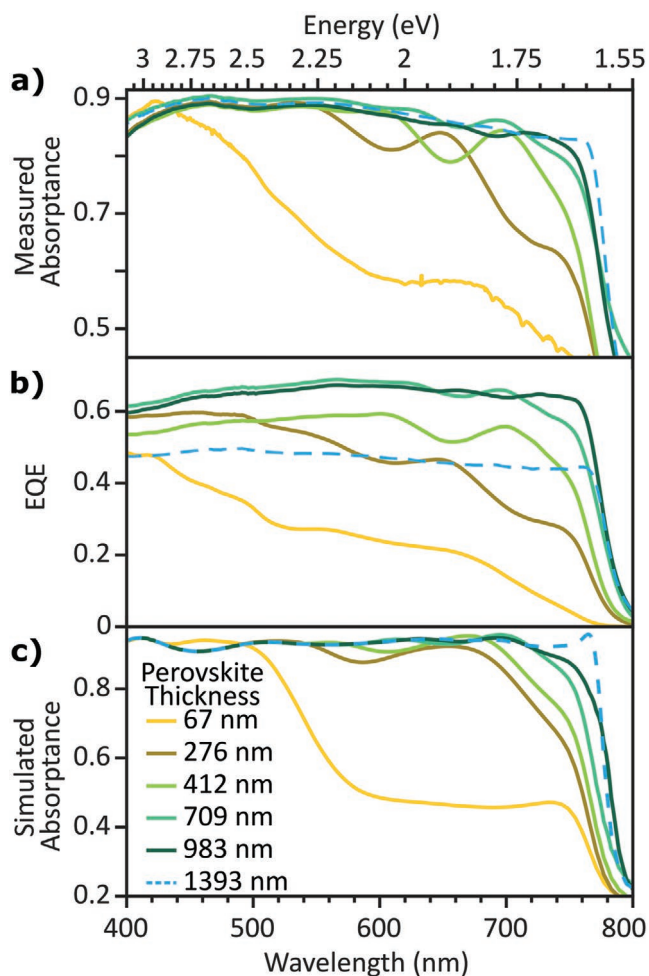 Energy (eV)
3 2.75 2.5 2.25 2 1.75 1.55
a)
Measured
Absorptance
0.9
0.7
0.5
b)
EQE
0.6
0.4
0.2
0
c)
Simulated
Absorptance
0.8
0.6
0.4
0.2
Perovskite
Thickness
67 nm
276 nm
412 nm
709 nm
983 nm
1393 nm
400 500 600 700 800
Wavelength (nm)